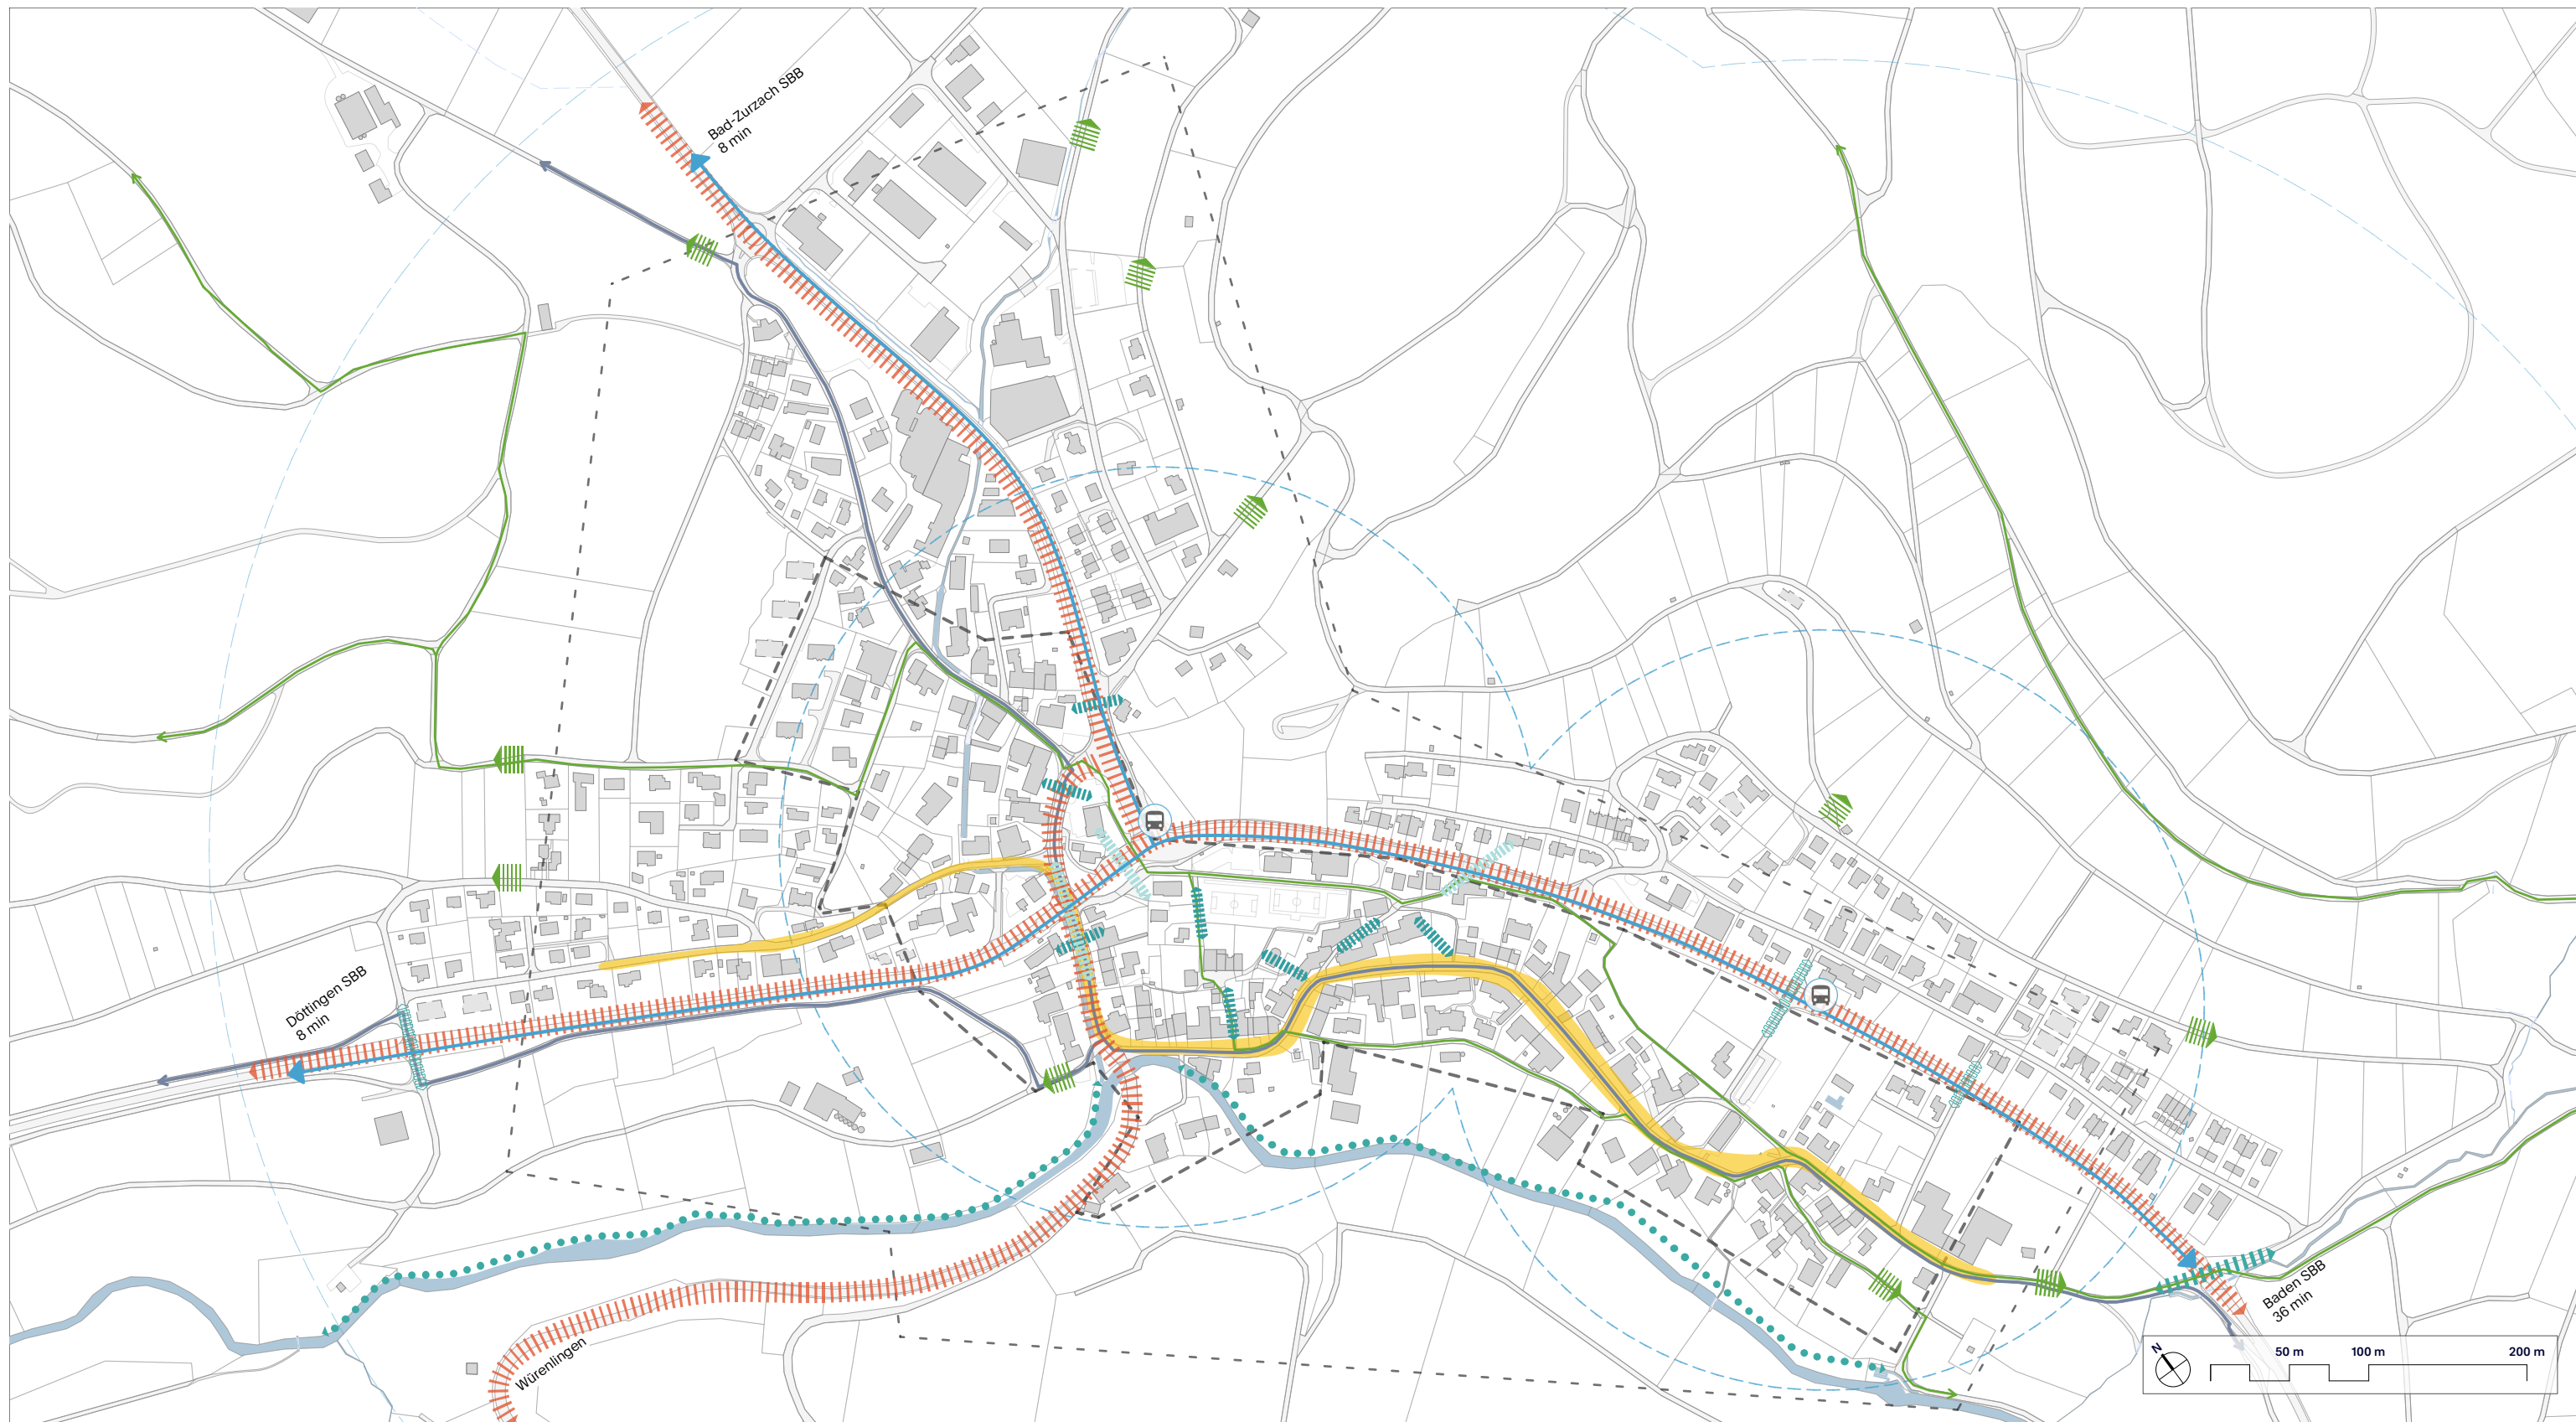 Bad-Zurzach SBB
8 min
Döttingen SBB
8 min
Baden SBB
36 min
Würenlingen
N
50 m
100 m
200 m